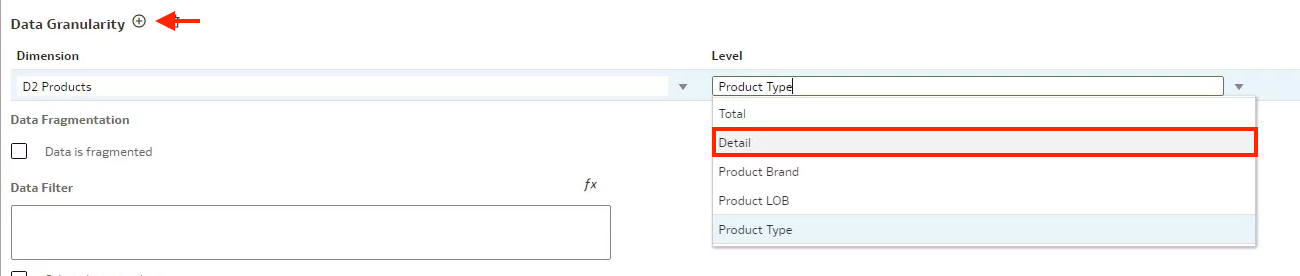 Data Granularity
Dimension Level
D2 Products Product Type
Total
Data Fragmentation
Detail
Data is fragmented
Product Brand
Data Filter fx
Product LOB
Product Type